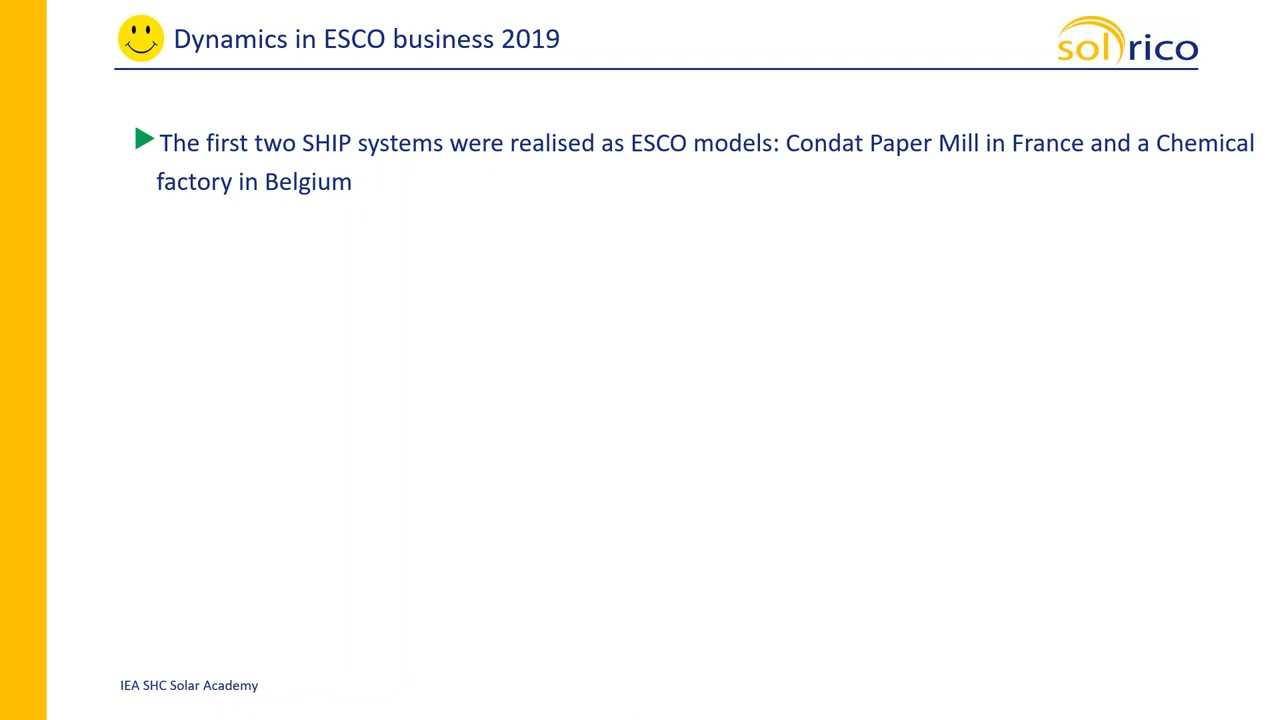 Dynamics in ESCO business 2019
solrico
The first two SHIP systems were realised as ESCO models: Condat Paper Mill in France and a Chemical
factory in Belgium
IEA SHC Solar Academy